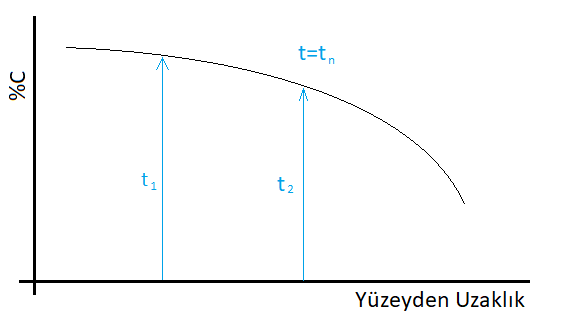 %C
t=tₙ
t₁
t₂
Yüzeyden Uzaklık